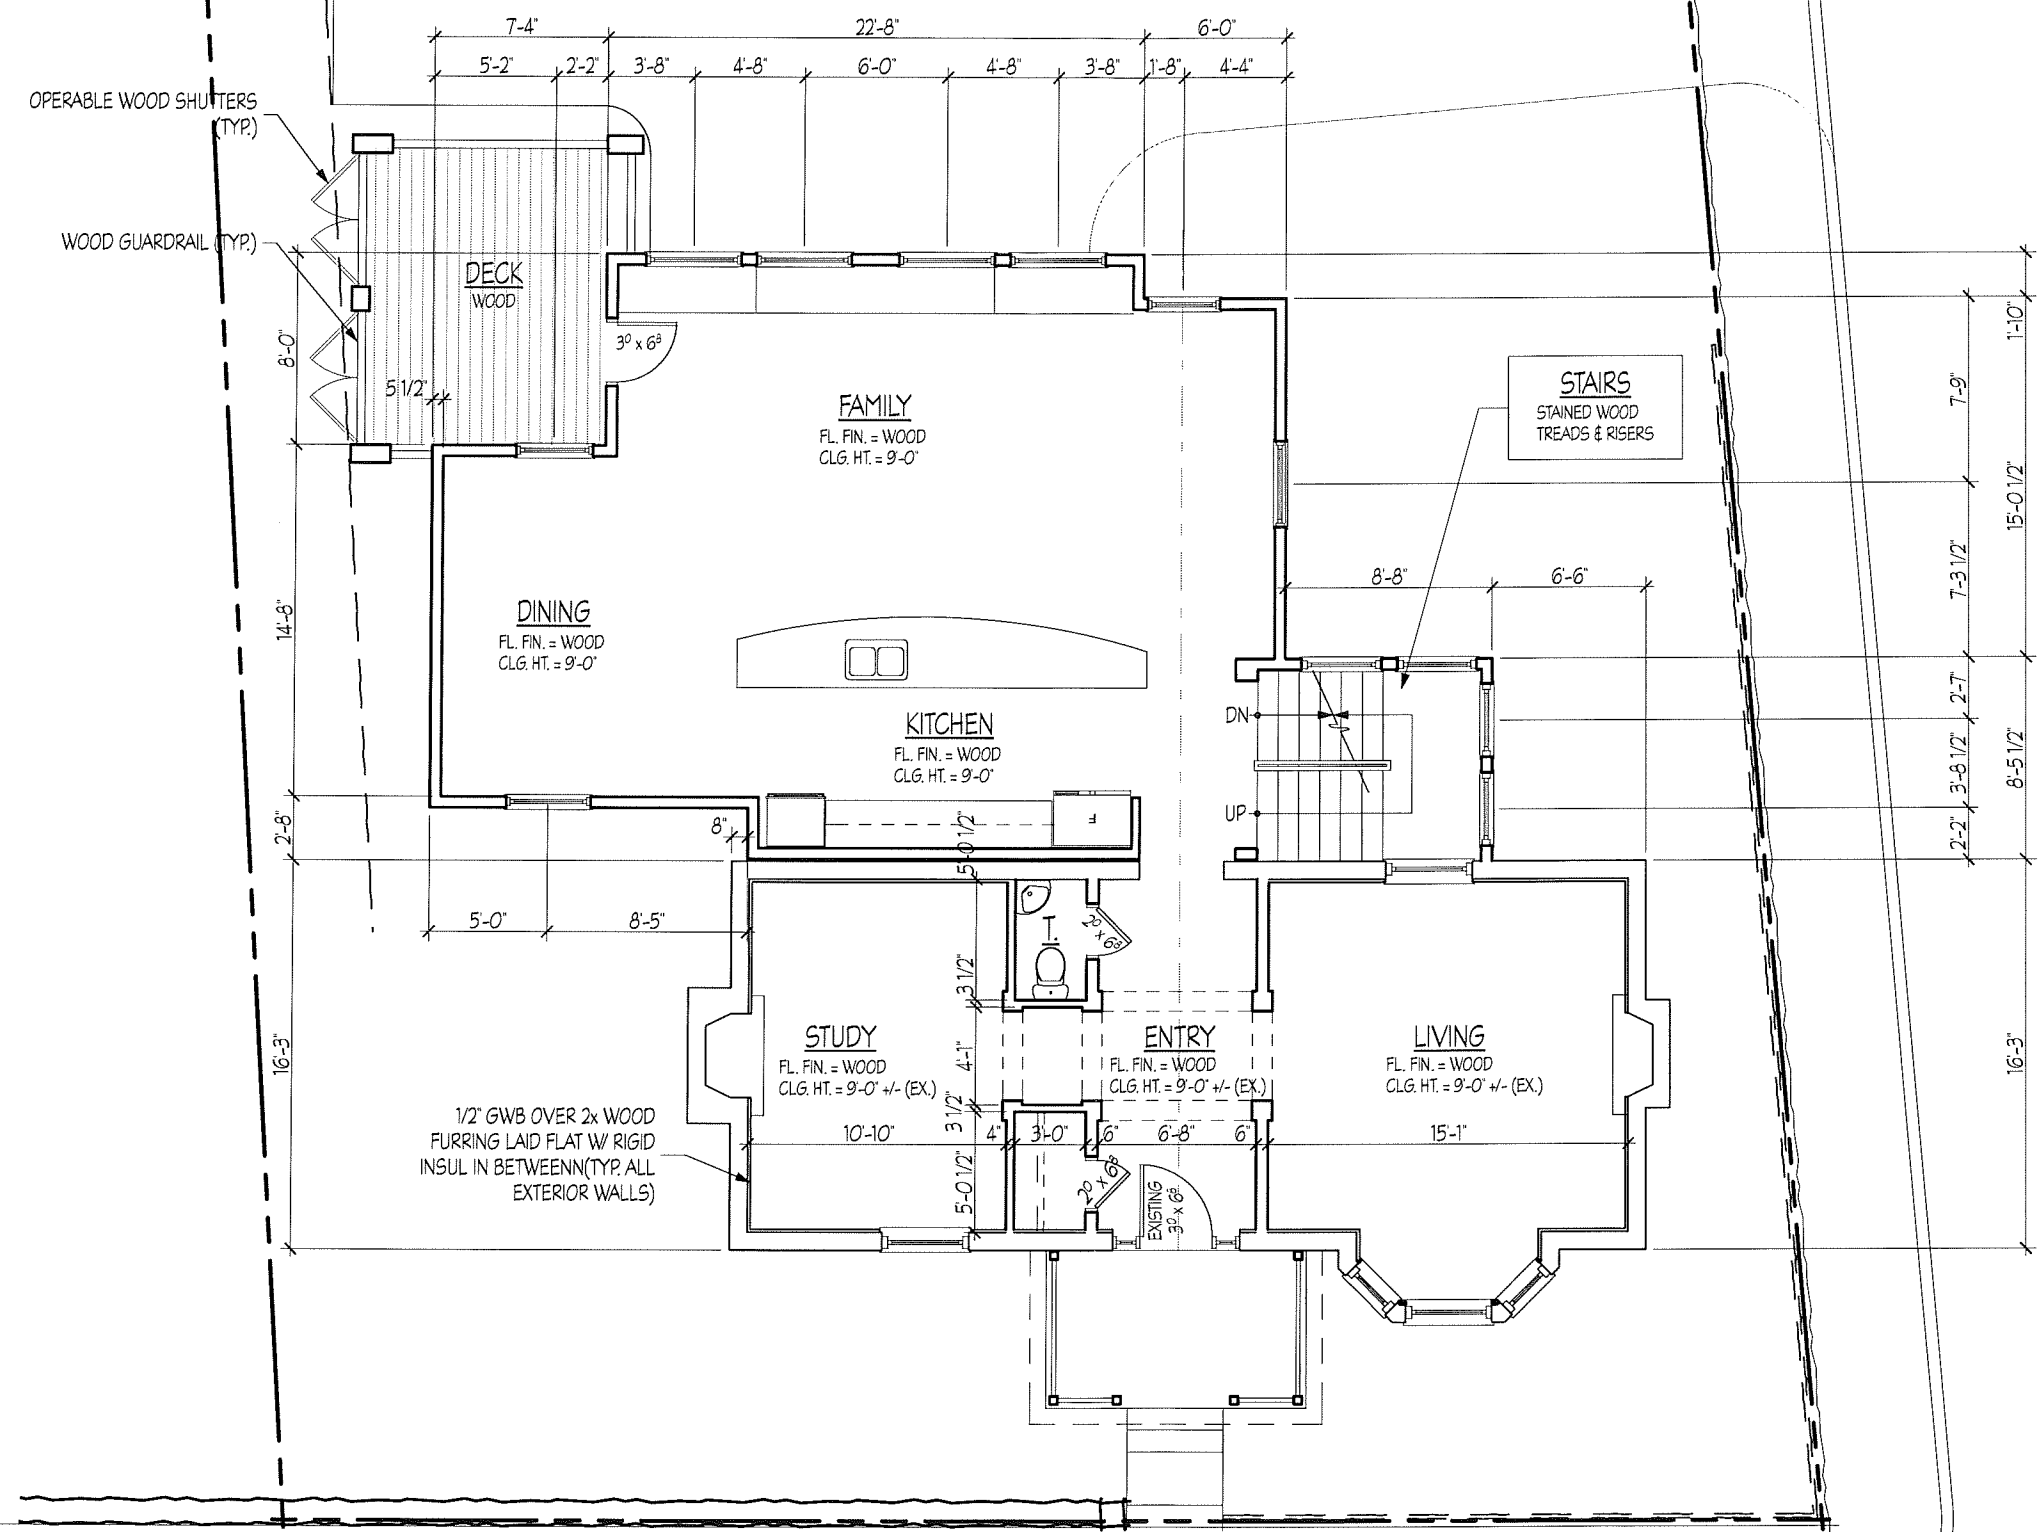 7'-4"
22'-8"
6'-0"
5'-2"
2'-2"
3'-8"
4'-8"
6'-0"
4'-8"
3'-8"
1'-8"
4'-4"
OPERABLE WOOD SHUTTERS
(TYP.)
WOOD GUARDRAIL (TYP.)
DECK
WOOD
8'-0"
5 1/2"
3⁰ x 6⁸
FAMILY
FL. FIN. = WOOD
CLG. HT. = 9'-0"
STAIRS
STAINED WOOD
TREADS & RISERS
1'-10"
7'-9"
15'-0 1/2"
7'-3 1/2"
8'-8"
6'-6"
DINING
FL. FIN. = WOOD
CLG. HT. = 9'-0"
14'-8"
KITCHEN
FL. FIN. = WOOD
CLG. HT. = 9'-0"
DN
UP
2'-7"
3'-8 1/2"
8'-5 1/2"
2'-2"
2'-8"
8"
F
5'-0 1/2"
5'-0"
8'-5"
T.
2⁰ x 6⁸
3 1/2"
16'-3"
STUDY
FL. FIN. = WOOD
CLG. HT. = 9'-0" +/- (EX.)
4'-1"
ENTRY
FL. FIN. = WOOD
CLG. HT. = 9'-0" +/- (EX.)
LIVING
FL. FIN. = WOOD
CLG. HT. = 9'-0" +/- (EX.)
16'-3"
3 1/2"
1/2" GWB OVER 2x WOOD
FURRING LAID FLAT W/ RIGID
INSUL IN BETWEENN(TYP. ALL
EXTERIOR WALLS)
10'-10"
4"
3'-0"
6"
6'-8"
6"
15'-1"
5'-0 1/2"
2⁰ x 6⁸
EXISTING
3⁰ x 6⁸